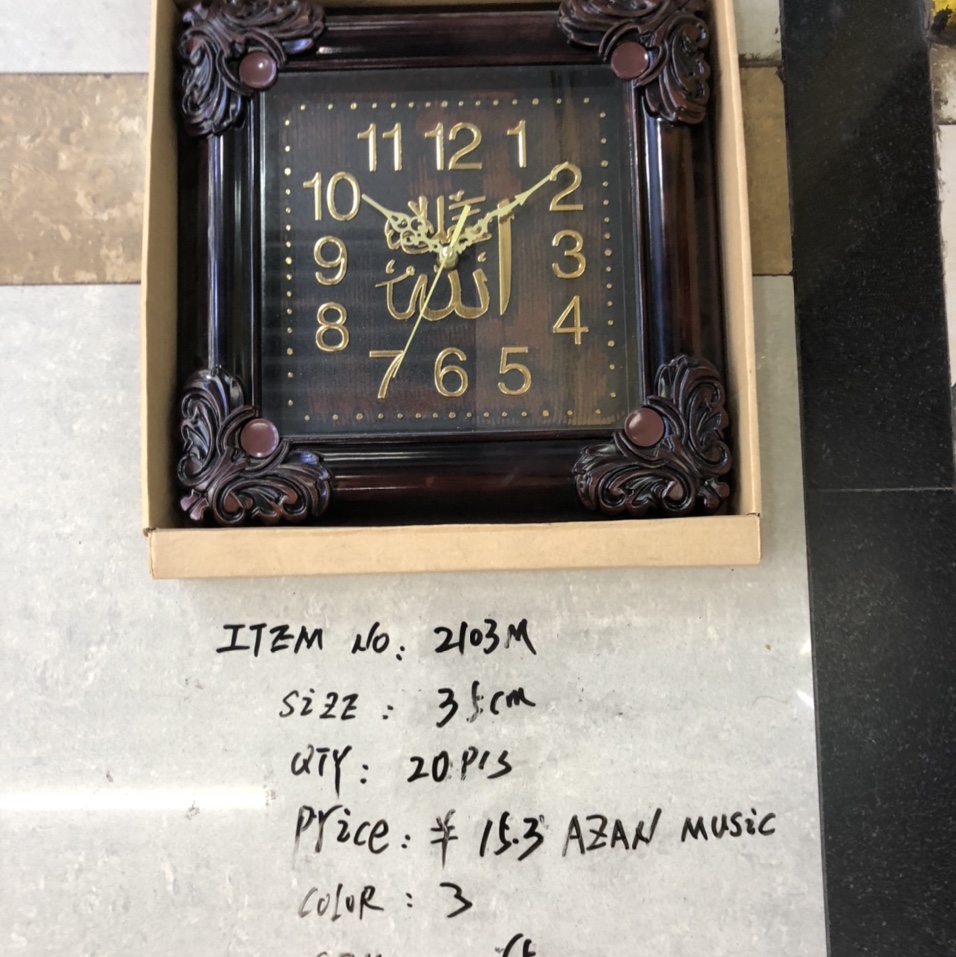 11 12 1
10 2
9 3
8 4
7 6 5
الله
ITEM NO: 2103M
SIZE: 35cm
QTY: 20PCS
Price: ¥ 15.3 AZAN MUSIC
COLOR: 3